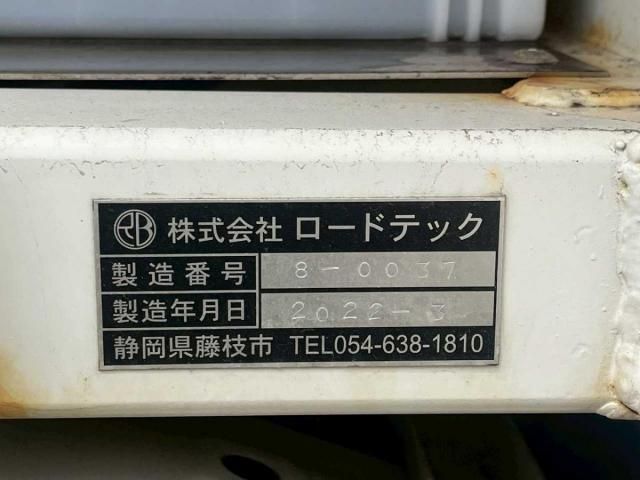 RB 株式会社 ロードテック
製造番号 8-0037
製造年月日 2022-3
静岡県藤枝市 TEL054-638-1810